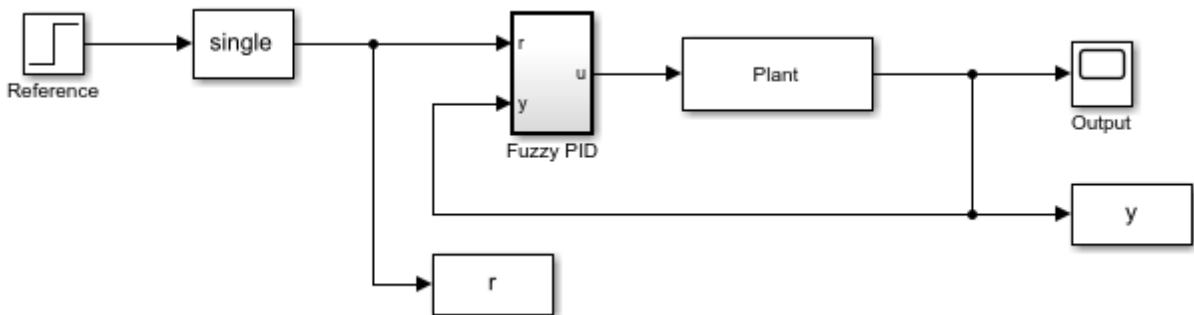 single
Reference
r
y
u
Fuzzy PID
Plant
Output
y
r